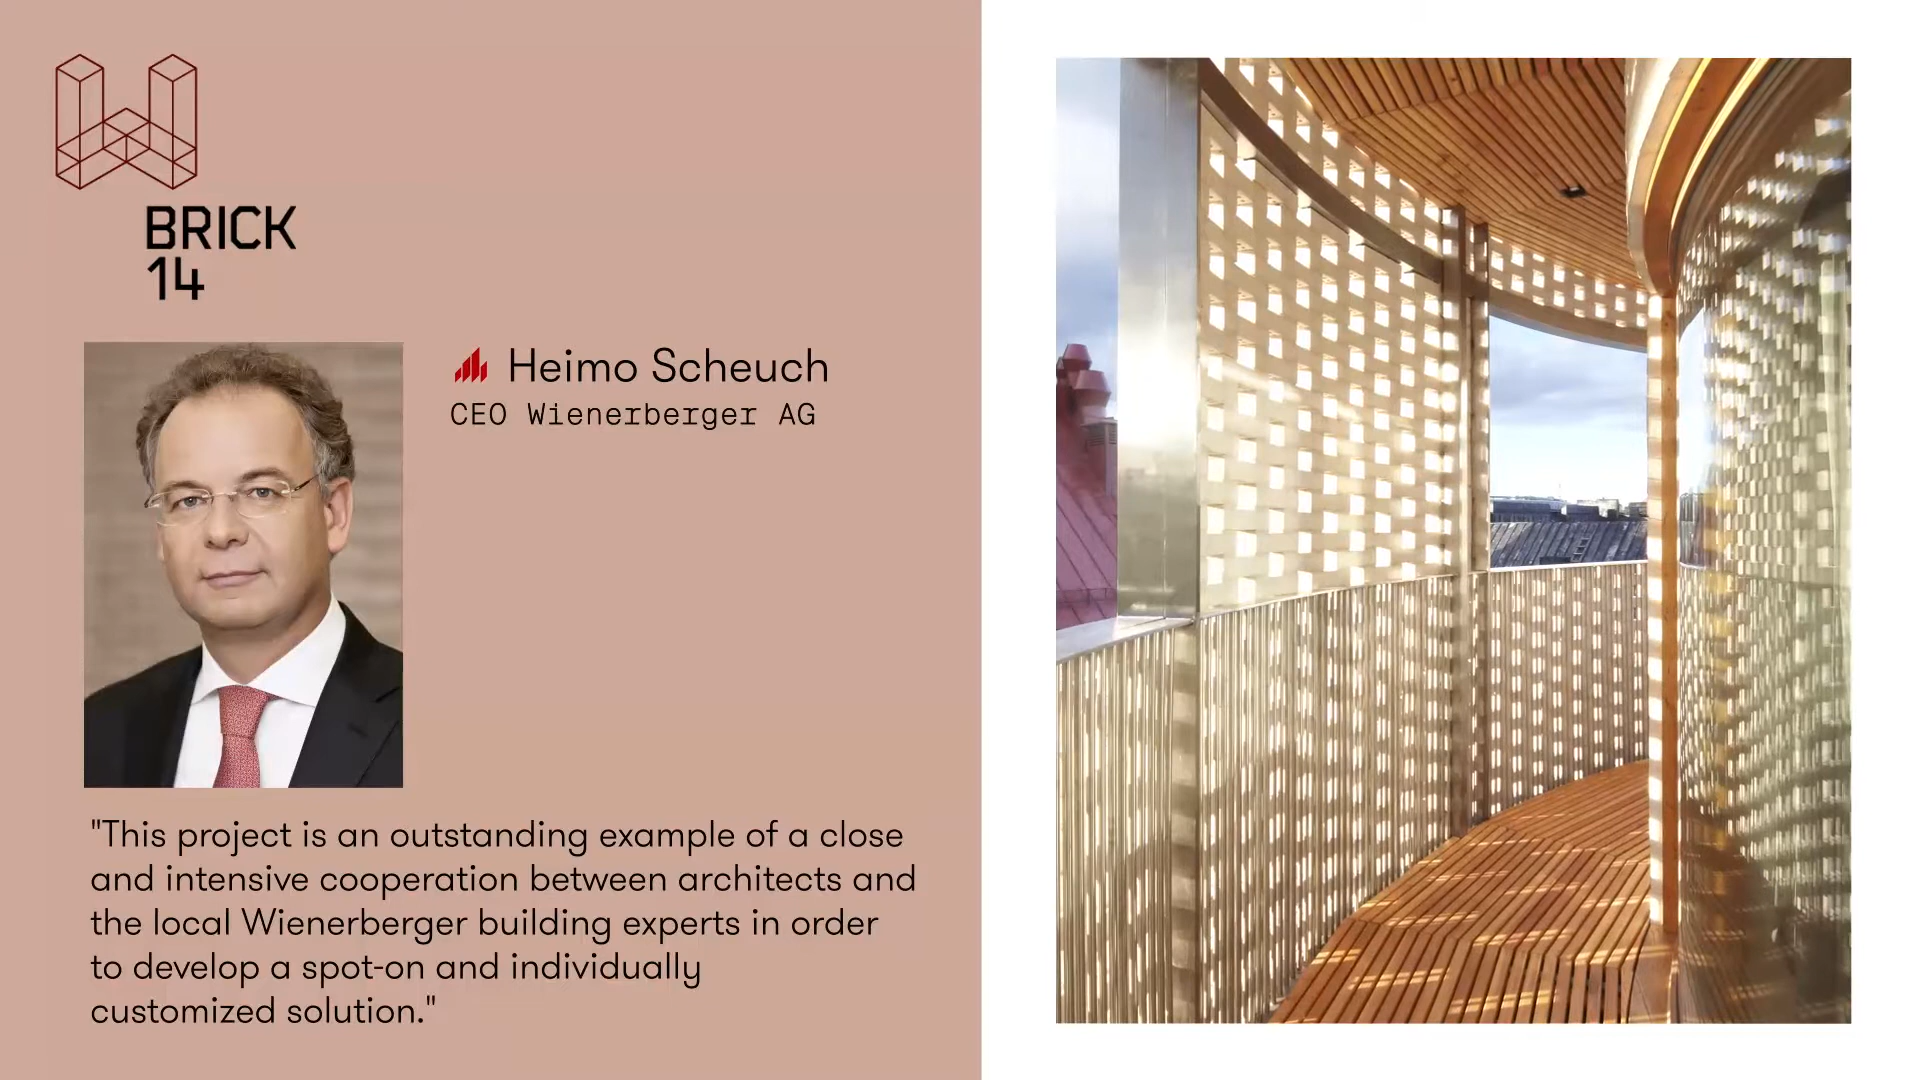 BRICK
14
Heimo Scheuch
CEO Wienerberger AG
"This project is an outstanding example of a close
and intensive cooperation between architects and
the local Wienerberger building experts in order
to develop a spot-on and individually
customized solution."